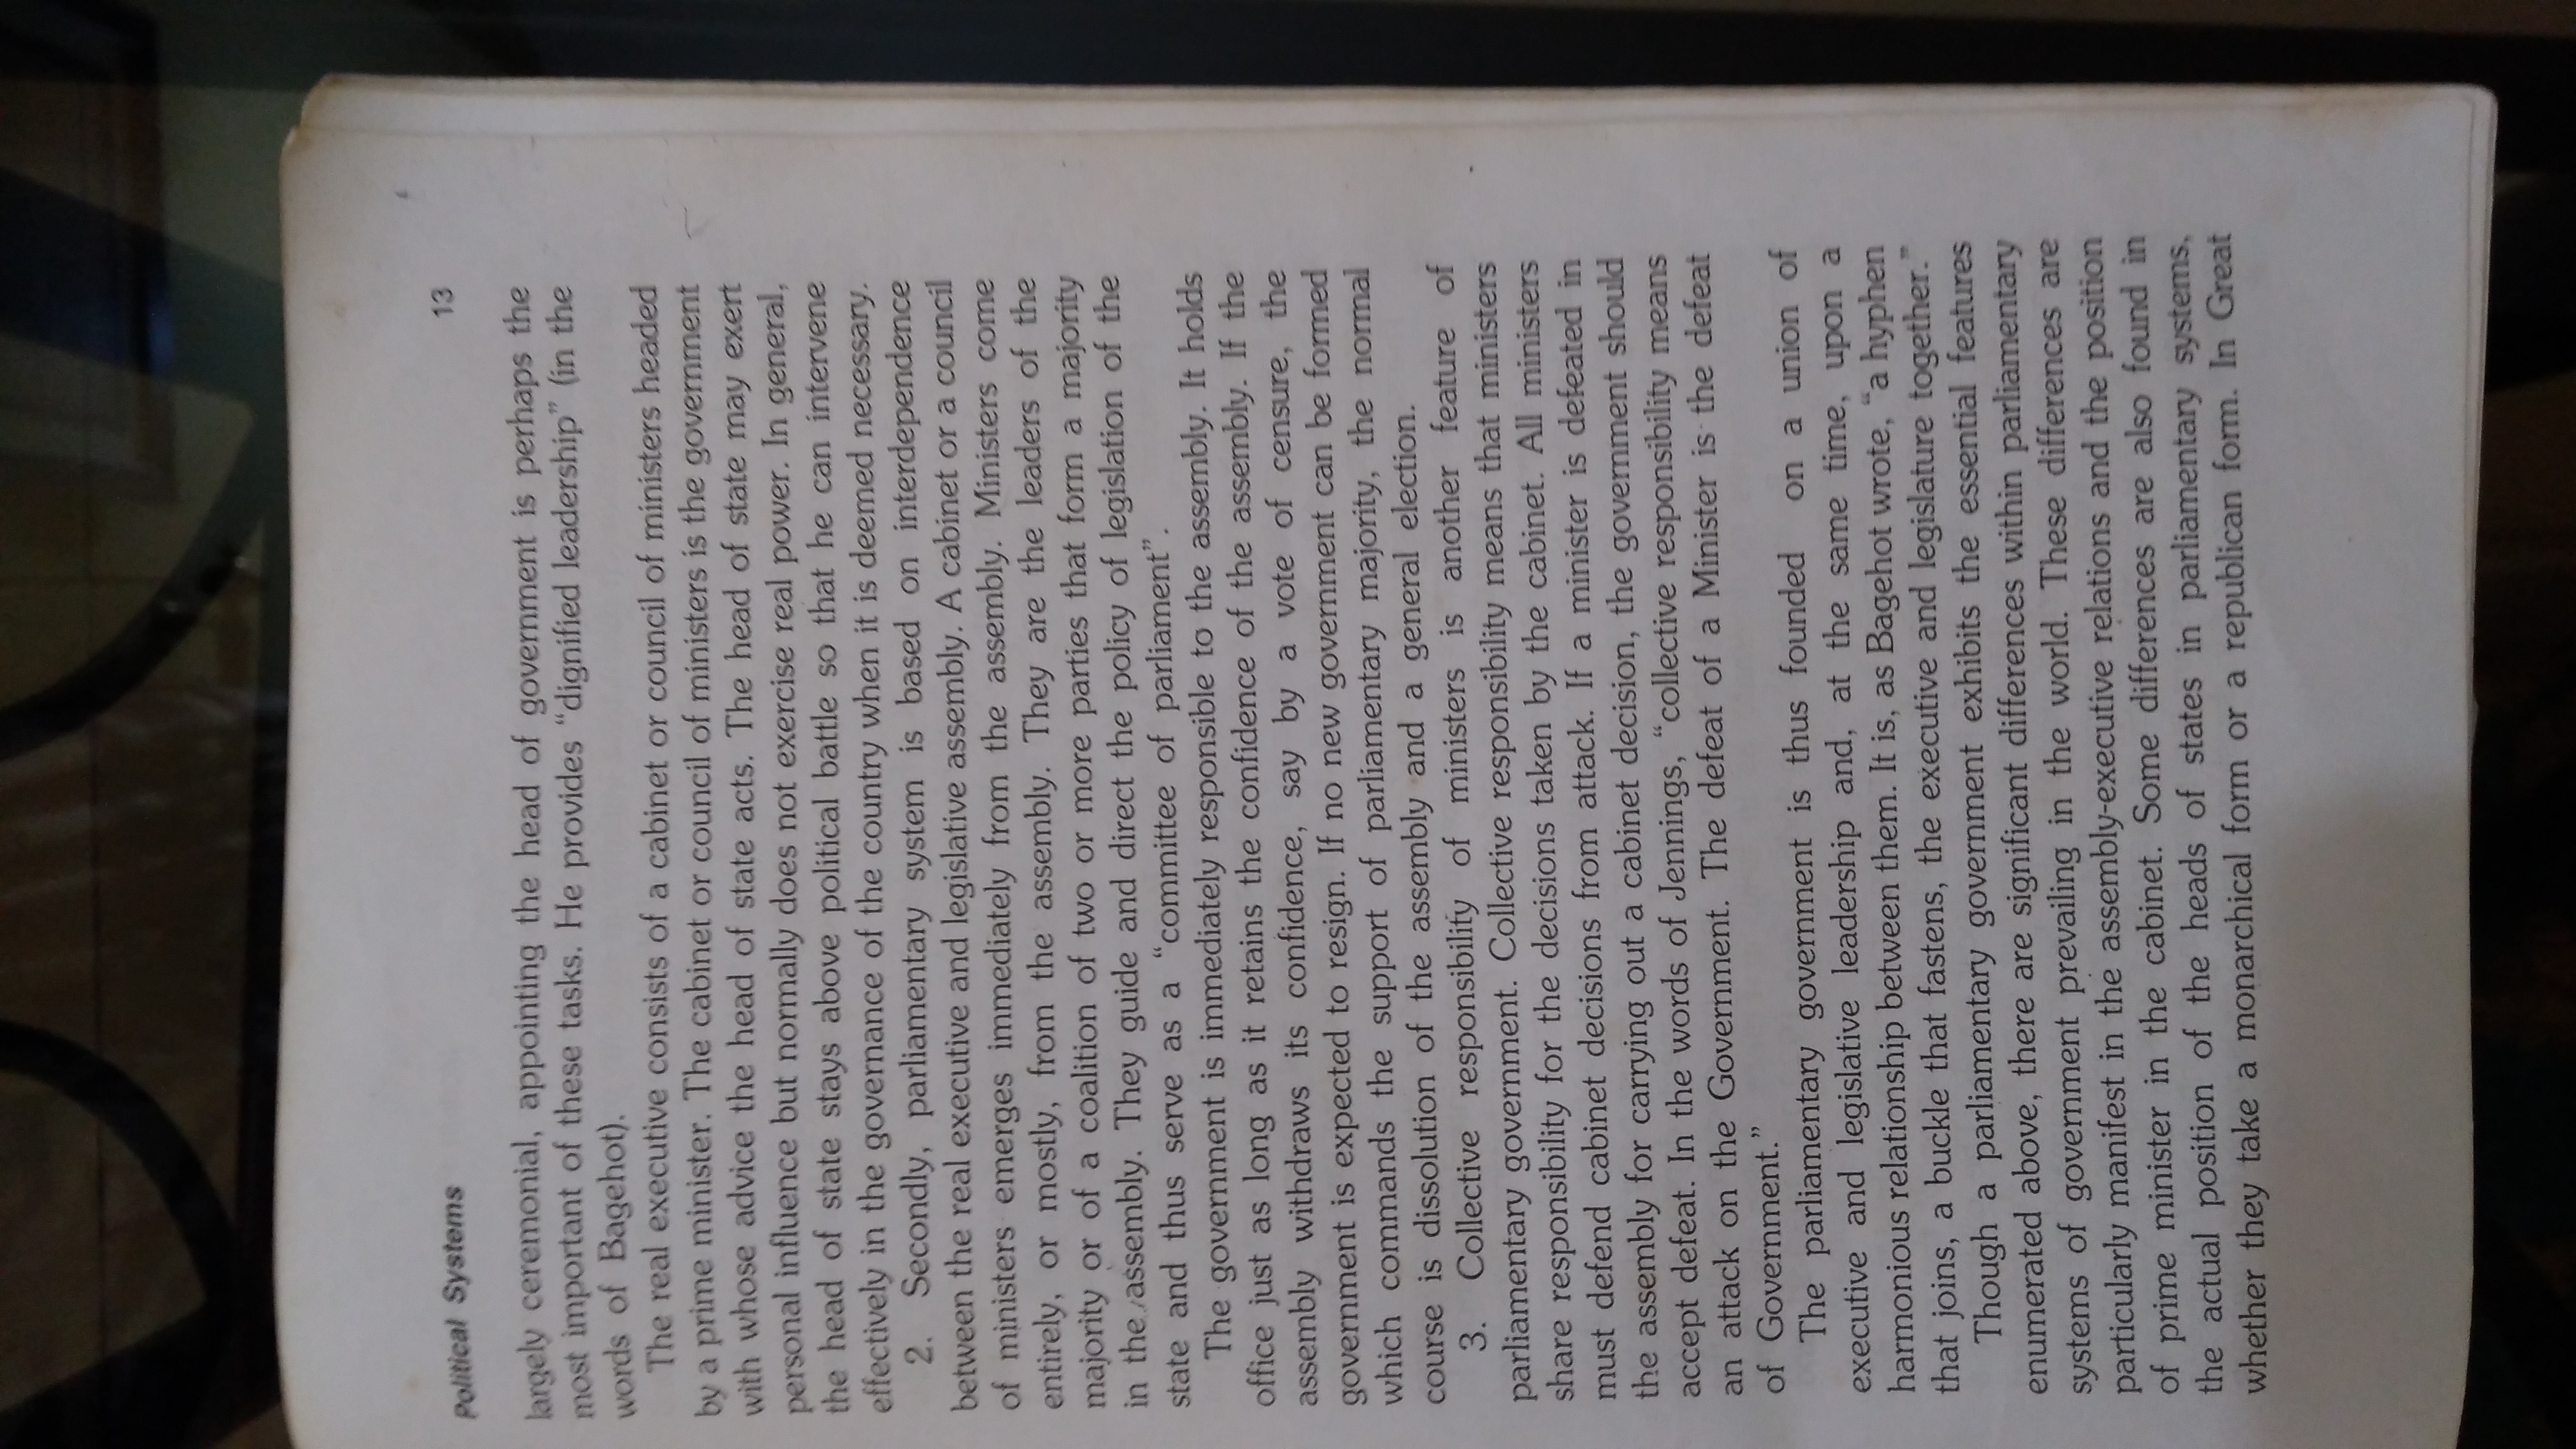 Political Systems 13
largely ceremonial, appointing the head of government is perhaps the
most important of these tasks. He provides “dignified leadership” (in the
words of Bagehot).
The real executive consists of a cabinet or council of ministers headed
by a prime minister. The cabinet or council of ministers is the government
with whose advice the head of state acts. The head of state may exert
personal influence but normally does not exercise real power. In general,
the head of state stays above political battle so that he can intervene
effectively in the governance of the country when it is deemed necessary.
2. Secondly, parliamentary system is based on interdependence
between the real executive and legislative assembly. A cabinet or a council
of ministers emerges immediately from the assembly. Ministers come
entirely, or mostly, from the assembly. They are the leaders of the
majority or of a coalition of two or more parties that form a majority
in the assembly. They guide and direct the policy of legislation of the
state and thus serve as a “committee of parliament”.
The government is immediately responsible to the assembly. It holds
office just as long as it retains the confidence of the assembly. If the
assembly withdraws its confidence, say by a vote of censure, the
government is expected to resign. If no new government can be formed
which commands the support of parliamentary majority, the normal
course is dissolution of the assembly and a general election.
3. Collective responsibility of ministers is another feature of
parliamentary government. Collective responsibility means that ministers
share responsibility for the decisions taken by the cabinet. All ministers
must defend cabinet decisions from attack. If a minister is defeated in
the assembly for carrying out a cabinet decision, the government should
accept defeat. In the words of Jennings, “collective responsibility means
an attack on the Government. The defeat of a Minister is the defeat
of Government.”
The parliamentary government is thus founded on a union of
executive and legislative leadership and, at the same time, upon a
harmonious relationship between them. It is, as Bagehot wrote, “a hyphen
that joins, a buckle that fastens, the executive and legislature together.”
Though a parliamentary government exhibits the essential features
enumerated above, there are significant differences within parliamentary
systems of government prevailing in the world. These differences are
particularly manifest in the assembly-executive relations and the position
of prime minister in the cabinet. Some differences are also found in
the actual position of the heads of states in parliamentary systems,
whether they take a monarchical form or a republican form. In Great